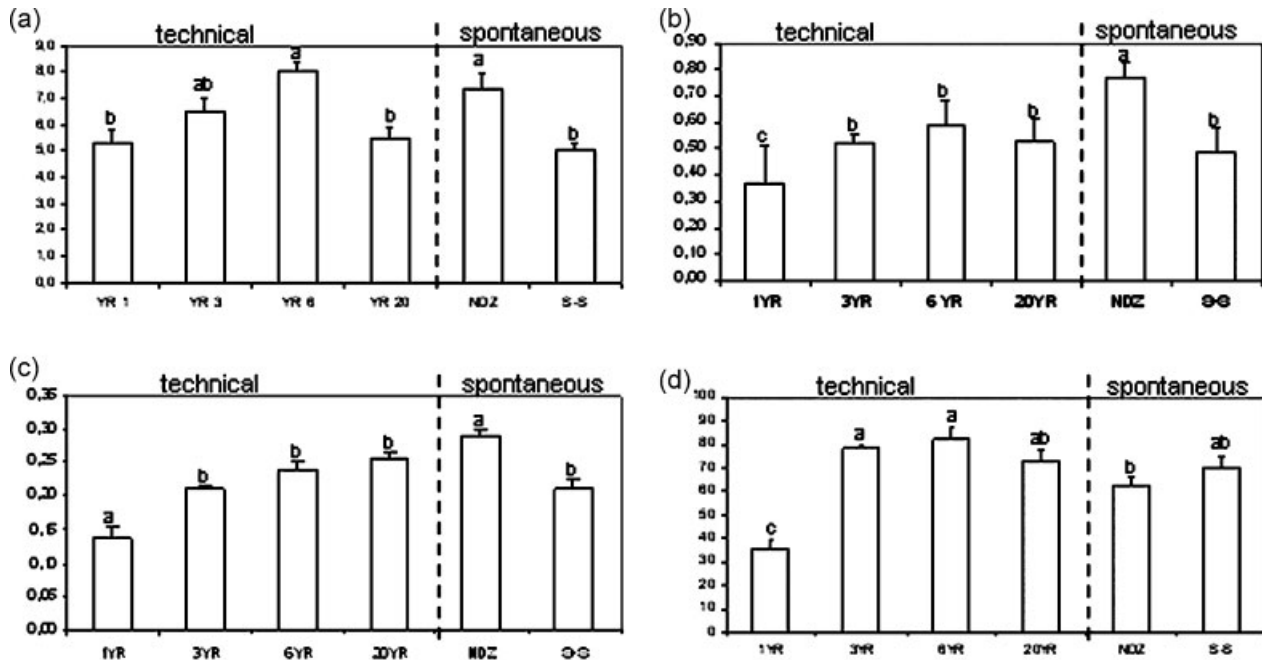 (a)
technical spontaneous
9,0
8,0
7,0
6,0
5,0
4,0
3,0
2,0
1,0
0,0
b ab a b a b
YR 1 YR 3 YR 6 YR 20 NDZ S-S
(b)
technical spontaneous
0,90
0,80
0,70
0,60
0,50
0,40
0,30
0,20
0,10
0,00
c b b b a b
1YR 3YR 6 YR 20YR NDZ S-S
(c)
technical spontaneous
0,35
0,30
0,25
0,20
0,15
0,10
0,05
0,00
a b b b a b
1YR 3YR 6YR 20YR NDZ S-S
(d)
technical spontaneous
100
90
80
70
60
50
40
30
20
10
0
c a a ab b ab
1YR 3YR 6YR 20YR NDZ S-S